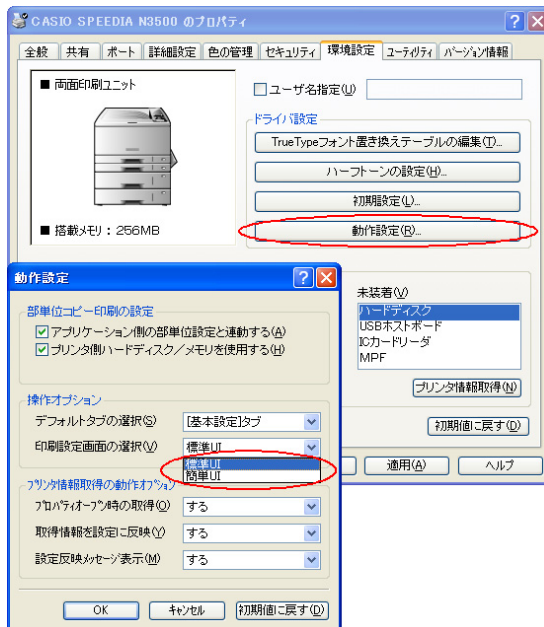 CASIO SPEEDIA N3500 のプロパティ
全般 共有 ポート 詳細設定 色の管理 セキュリティ 環境設定 ユーティリティ バージョン情報
■ 両面印刷ユニット
■ 搭載メモリ：256MB
ユーザ名指定(U)
ドライバ設定
TrueTypeフォント置き換えテーブルの編集(T)...
ハーフトーンの設定(H)...
初期設定(L)...
動作設定(R)...
未装着(V)
ハードディスク
USBホストボード
ICカードリーダ
MPF
プリンタ情報取得(N)
初期値に戻す(D)
適用(A) ヘルプ
動作設定
部単位コピー印刷の設定
アプリケーション側の部単位設定と連動する(A)
プリンタ側ハードディスク／メモリを使用する(H)
操作オプション
デフォルトタブの選択(S) [基本設定]タブ
印刷設定画面の選択(V) 標準UI
標準UI
簡単UI
プリンタ情報取得の動作オプション
プロパティオープン時の取得(O) する
取得情報を設定に反映(Y) する
設定反映メッセージ表示(M) する
OK キャンセル 初期値に戻す(D)